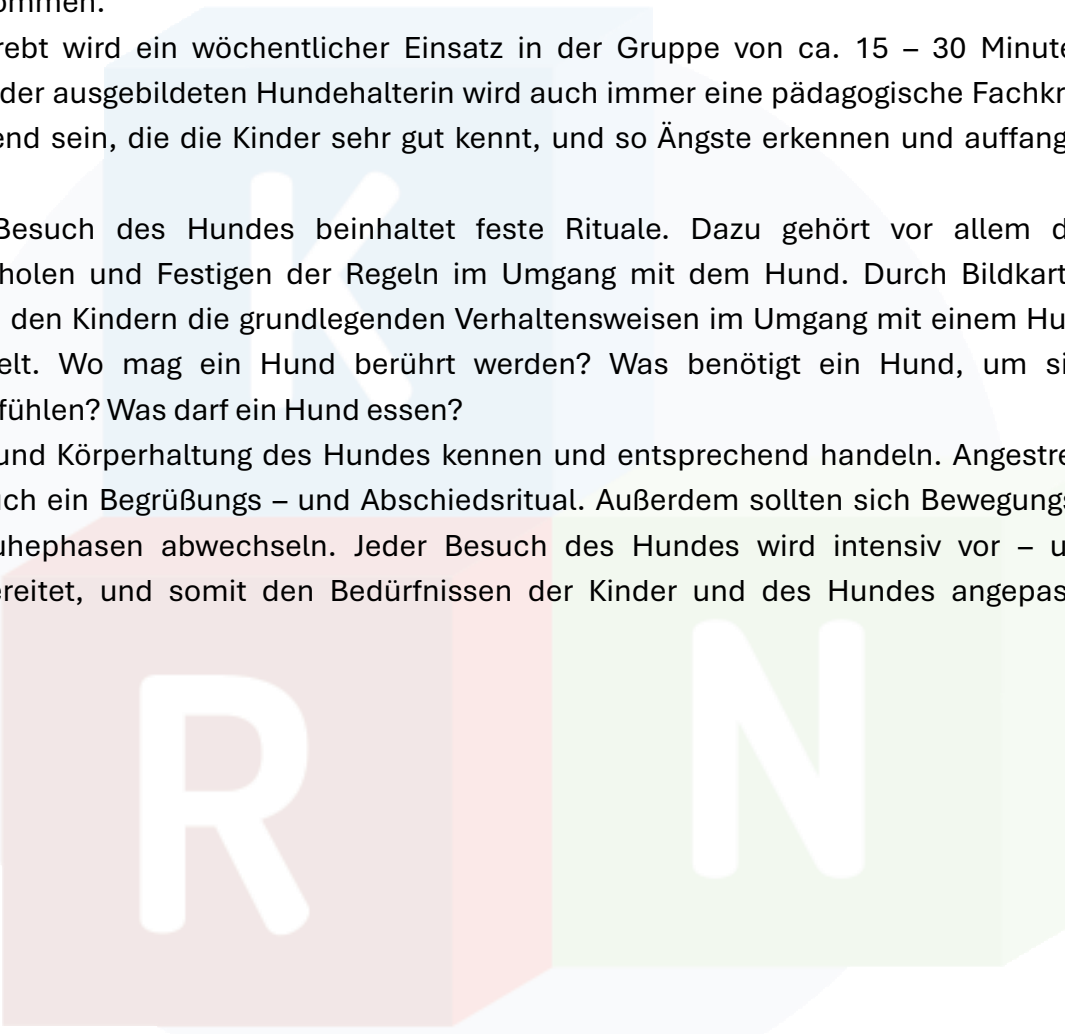 ommen.
rebt wird ein wöchentlicher Einsatz in der Gruppe von ca. 15 – 30 Minute
der ausgebildeten Hundehalterin wird auch immer eine pädagogische Fachkr
end sein, die die Kinder sehr gut kennt, und so Ängste erkennen und auffang
Besuch des Hundes beinhaltet feste Rituale. Dazu gehört vor allem d
holen und Festigen der Regeln im Umgang mit dem Hund. Durch Bildkart
den Kindern die grundlegenden Verhaltensweisen im Umgang mit einem Hu
elt. Wo mag ein Hund berührt werden? Was benötigt ein Hund, um si
fühlen? Was darf ein Hund essen?
und Körperhaltung des Hundes kennen und entsprechend handeln. Angestre
uch ein Begrüßungs – und Abschiedsritual. Außerdem sollten sich Bewegungs
uhephasen abwechseln. Jeder Besuch des Hundes wird intensiv vor – u
ereitet, und somit den Bedürfnissen der Kinder und des Hundes angepas
K
R N